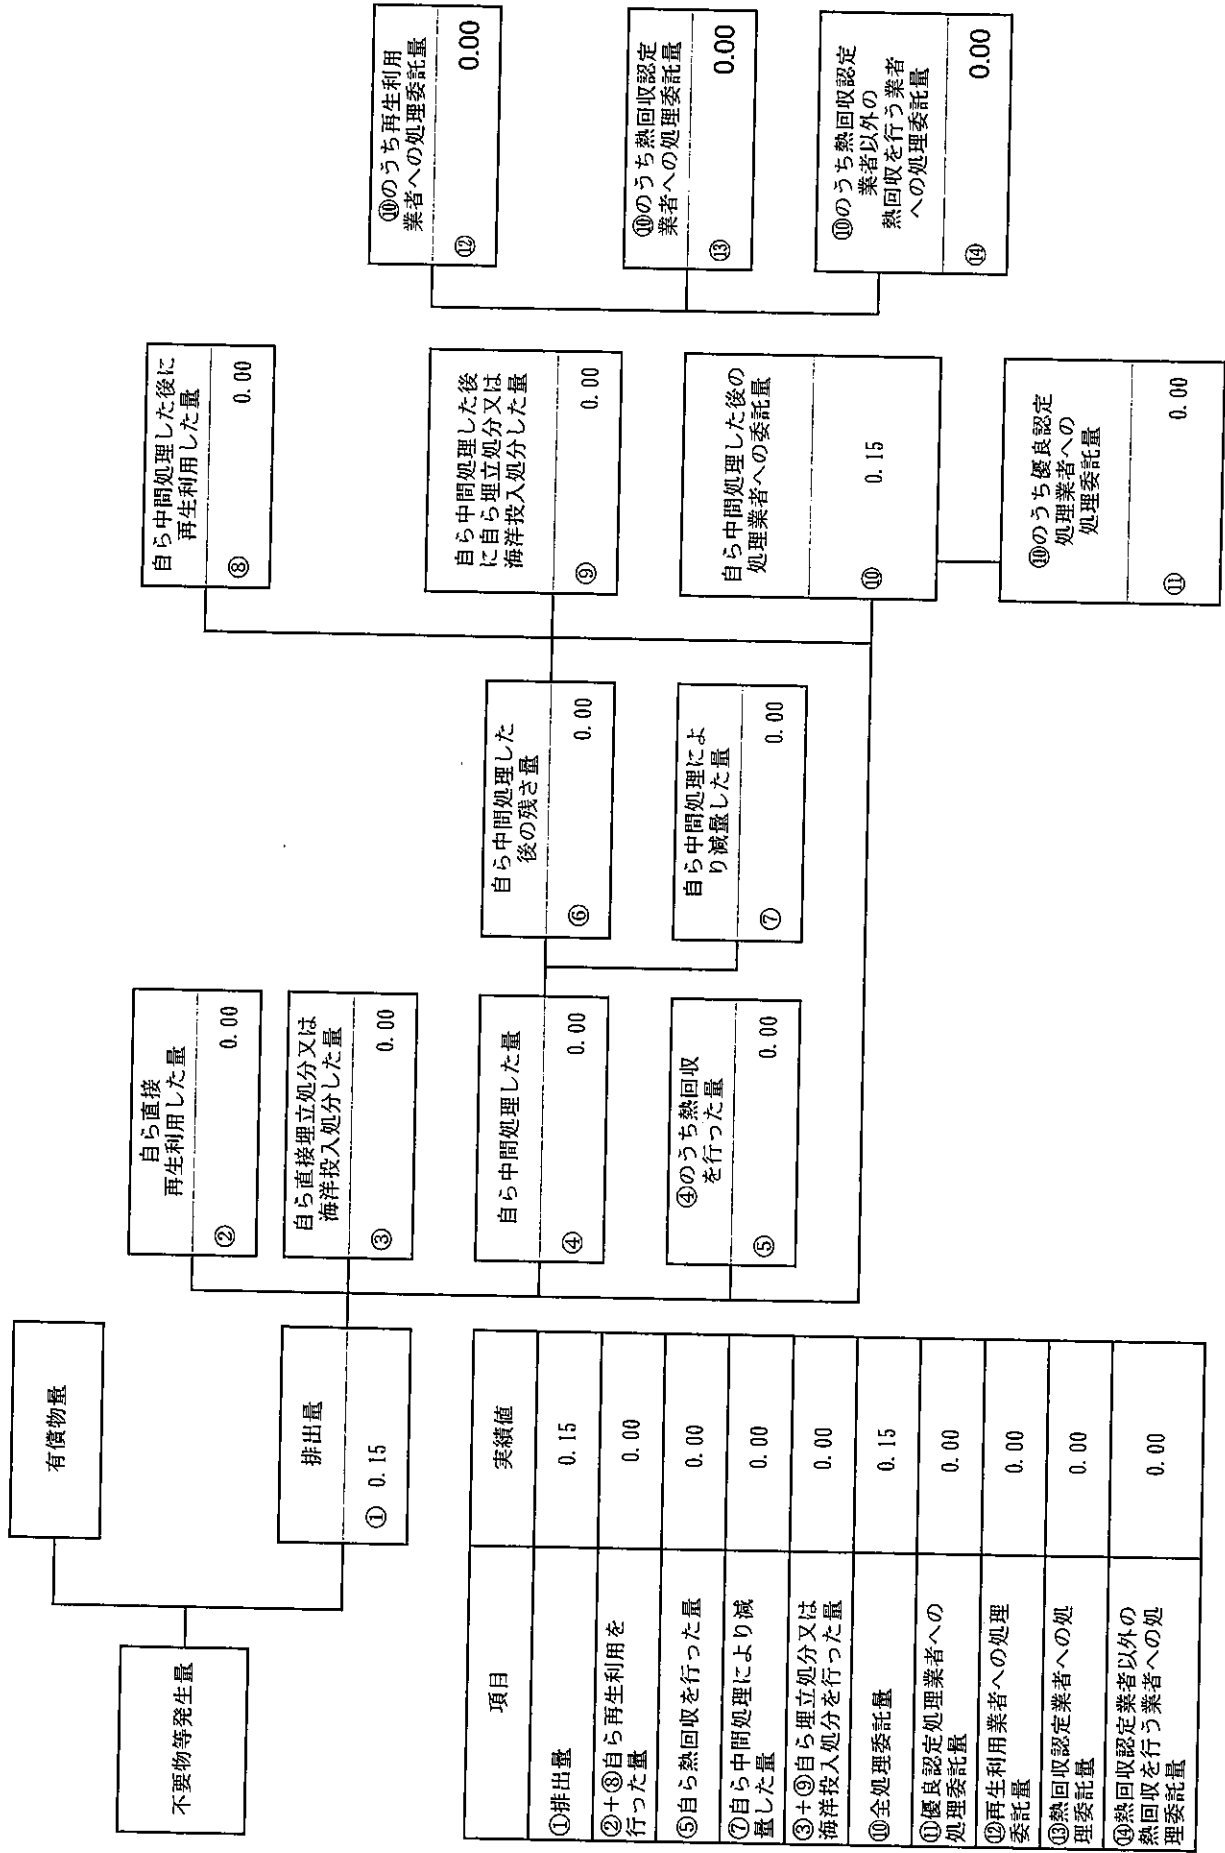 不要物等発生量
有償物量
排出量
① 0.15
自ら直接
再生利用した量
② 0.00
自ら直接埋立処分又は
海洋投入処分した量
③ 0.00
自ら中間処理した量
④ 0.00
④のうち熱回収
を行った量
⑤ 0.00
自ら中間処理した
後の残さ量
⑥ 0.00
自ら中間処理によ
り減量した量
⑦ 0.00
自ら中間処理した後に
再生利用した量
⑧ 0.00
自ら中間処理した後
に自ら埋立処分又は
海洋投入処分した量
⑨ 0.00
自ら中間処理した後の
処理業者への委託量
⑩ 0.15
⑩のうち優良認定
処理業者への
処理委託量
⑪ 0.00
⑩のうち再生利用
業者への処理委託量
⑫ 0.00
⑩のうち熱回収認定
業者への処理委託量
⑬ 0.00
⑩のうち熱回収認定
業者以外の
熱回収を行う業者
への処理委託量
⑭ 0.00
項目 実績値
①排出量 0.15
②+⑧自ら再生利用を
行った量 0.00
⑤自ら熱回収を行った量 0.00
⑦自ら中間処理により減
量した量 0.00
③+⑨自ら埋立処分又は
海洋投入処分を行った量 0.00
⑩全処理委託量 0.15
⑪優良認定処理業者への
処理委託量 0.00
⑫再生利用業者への処理
委託量 0.00
⑬熱回収認定業者への処
理委託量 0.00
⑭熱回収認定業者以外の
熱回収を行う業者への処
理委託量 0.00